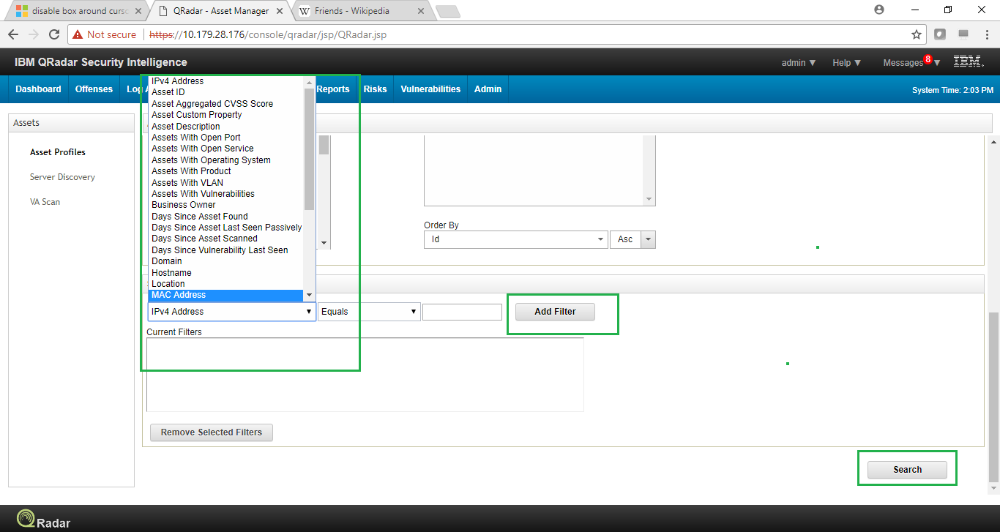 disable box around curs
QRadar - Asset Manager
Friends - Wikipedia
Not secure
https://10.179.28.176/console/qradar/jsp/QRadar.jsp
IBM QRadar Security Intelligence
admin
Help
Messages
8
IBM.
Dashboard
Offenses
Log A
Reports
Risks
Vulnerabilities
Admin
System Time: 2:03 PM
Assets
Asset Profiles
Server Discovery
VA Scan
IPv4 Address
Asset ID
Asset Aggregated CVSS Score
Asset Custom Property
Asset Description
Assets With Open Port
Assets With Open Service
Assets With Operating System
Assets With Product
Assets With VLAN
Assets With Vulnerabilities
Business Owner
Days Since Asset Found
Days Since Asset Last Seen Passively
Days Since Asset Scanned
Days Since Vulnerability Last Seen
Domain
Hostname
Location
MAC Address
Order By
Id
Asc
IPv4 Address
Equals
Add Filter
Current Filters
Remove Selected Filters
Search
QRadar